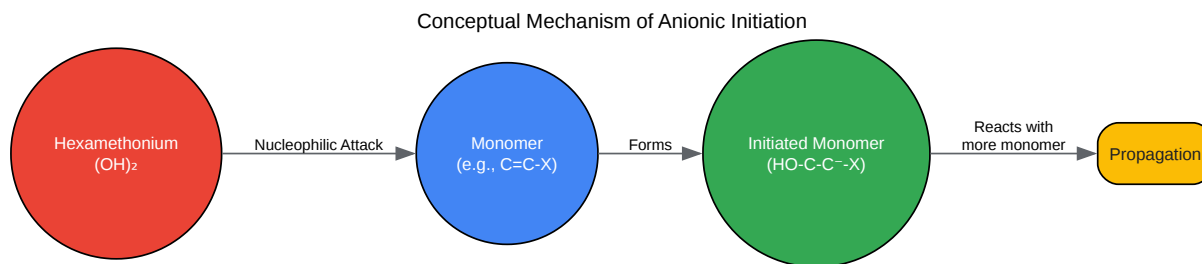 Conceptual Mechanism of Anionic Initiation
Hexamethonium
(OH)₂
Nucleophilic Attack
Monomer
(e.g., C=C-X)
Forms
Initiated Monomer
(HO-C-C⁻-X)
Reacts with
more monomer
Propagation